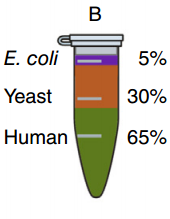 B
E. coli 5%
Yeast 30%
Human 65%